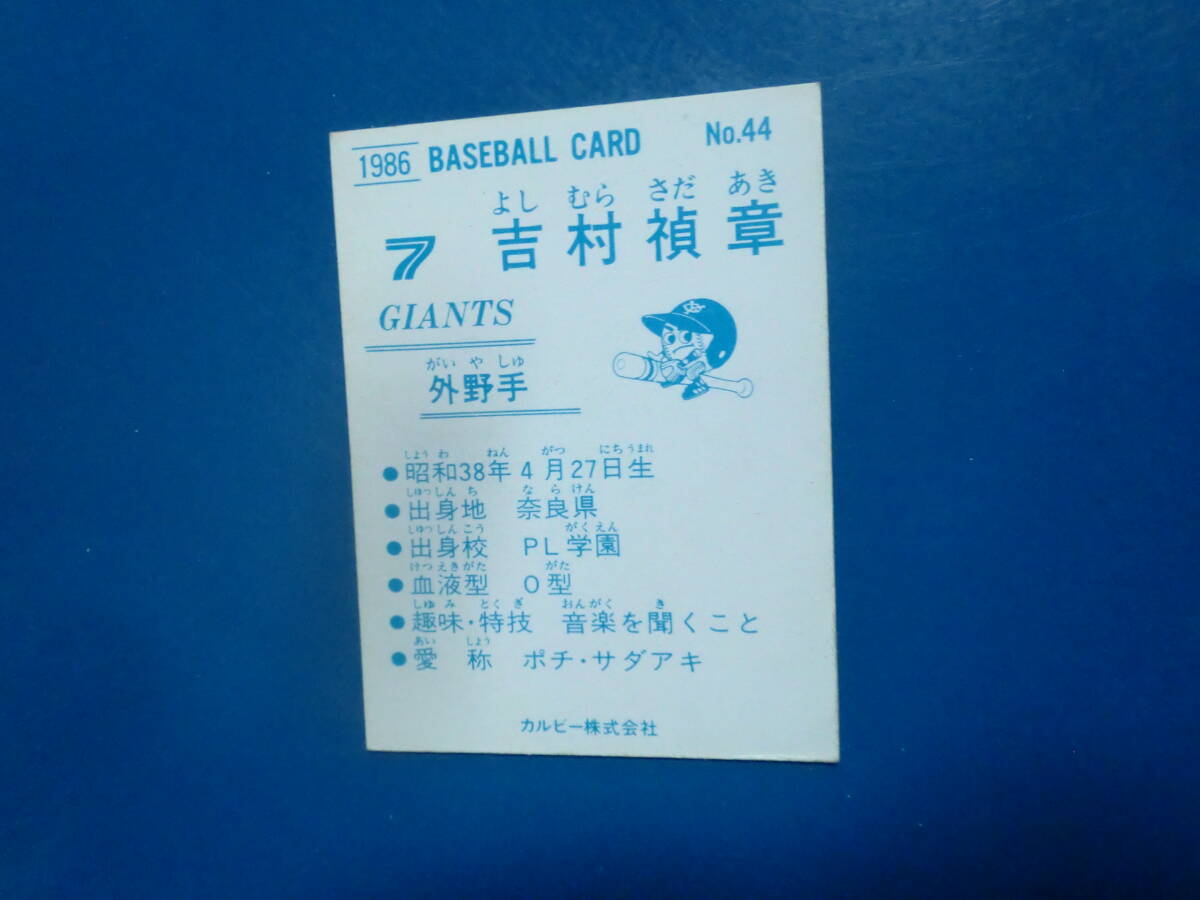 1986 BASEBALL CARD No.44
よし むら さだ あき
7 吉村禎章
GIANTS
がい や しゅ
外野手
しょう わ ねん がつ にち うまれ
●昭和38年4月27日生
しゅっしん ち な ら けん
●出身地 奈良県
しゅっしんこう がくえん
●出身校 PL学園
けつえきがた がた
●血液型 O型
しゅ み とく ぎ おんがく き
●趣味・特技 音楽を聞くこと
あい しょう
●愛称 ポチ・サダアキ
カルビー株式会社